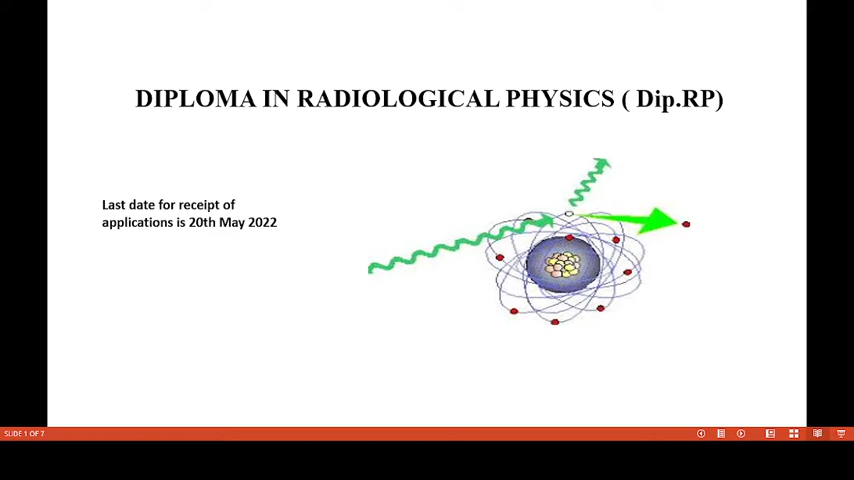 DIPLOMA IN RADIOLOGICAL PHYSICS ( Dip.RP)
Last date for receipt of
applications is 20th May 2022
SLIDE 1 OF 7